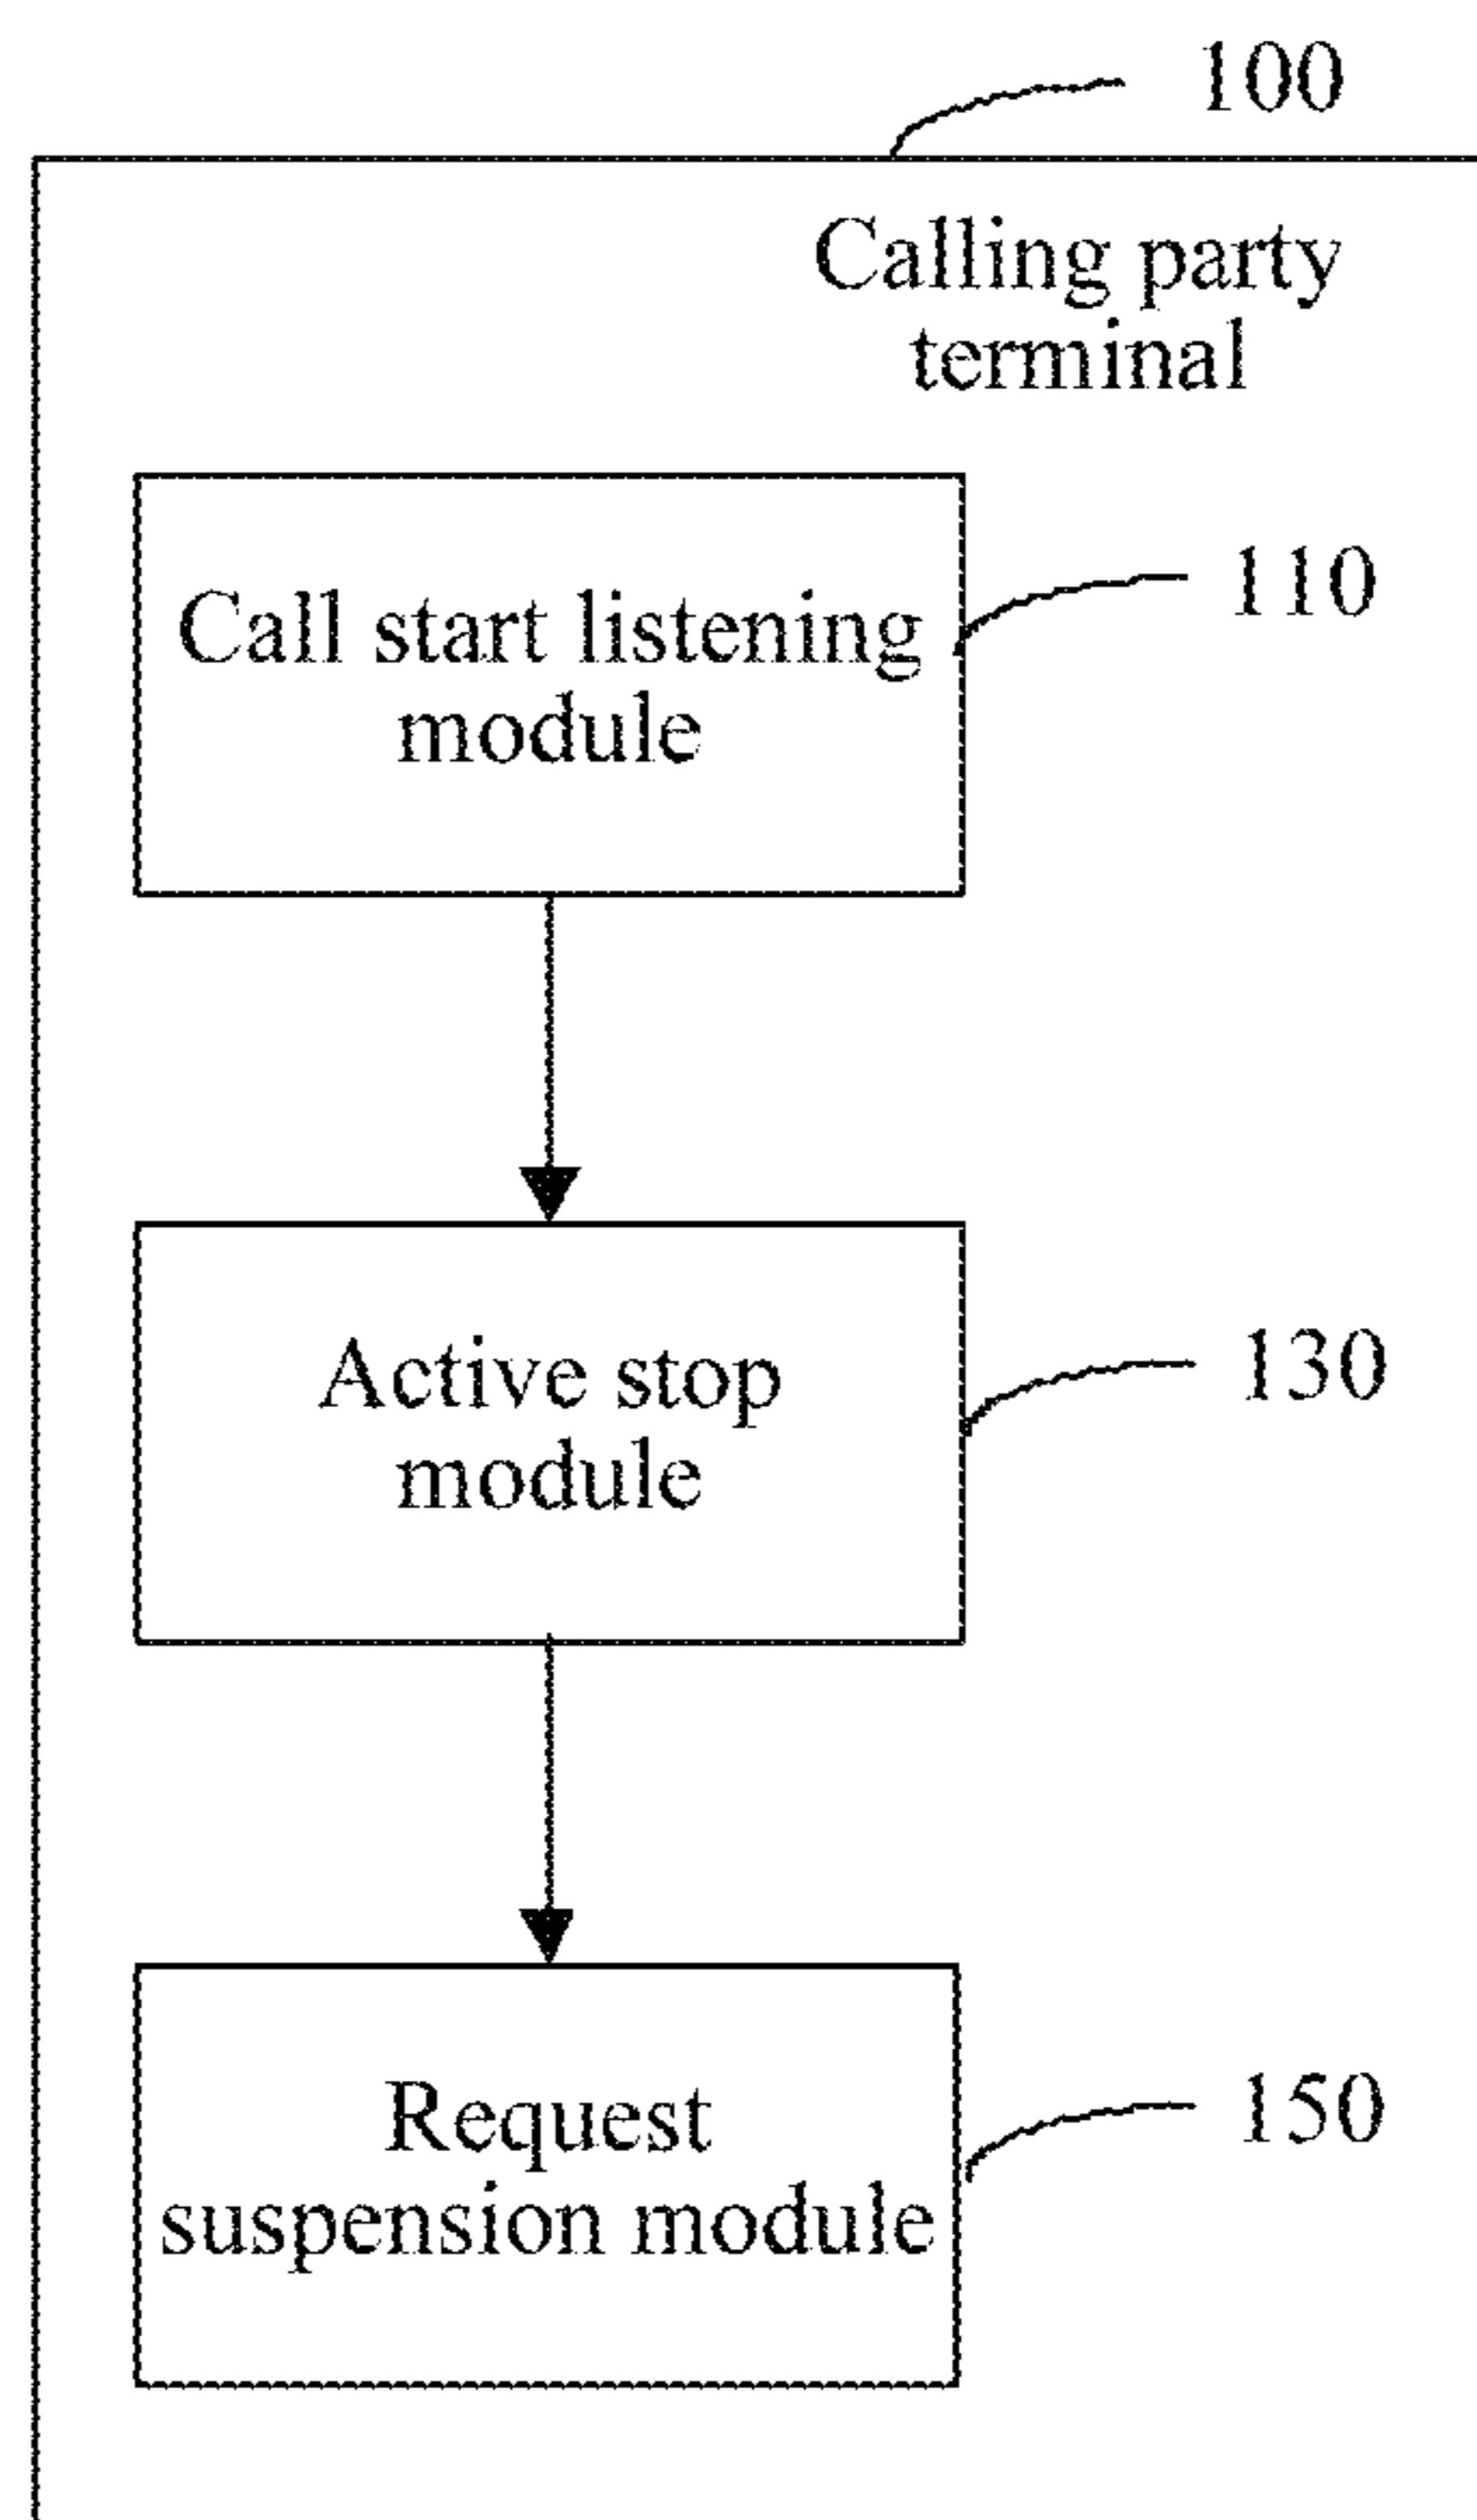 100
Calling party
terminal
Call start listening
module
110
Active stop
module
130
Request
suspension module
150